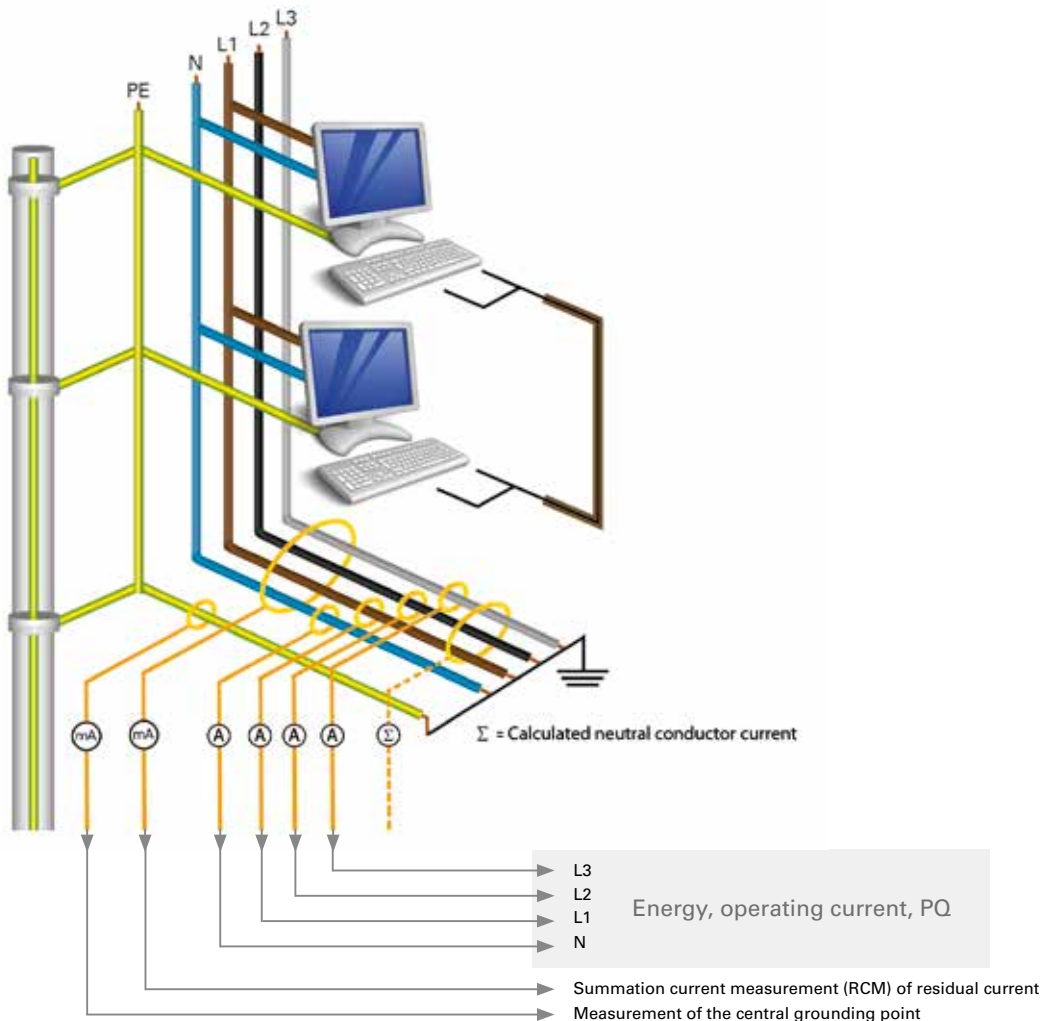 L3
L2
L1
N
PE
mA
mA
A
A
A
A
Σ
Σ = Calculated neutral conductor current
L3
L2
L1
N
Energy, operating current, PQ
Summation current measurement (RCM) of residual current
Measurement of the central grounding point